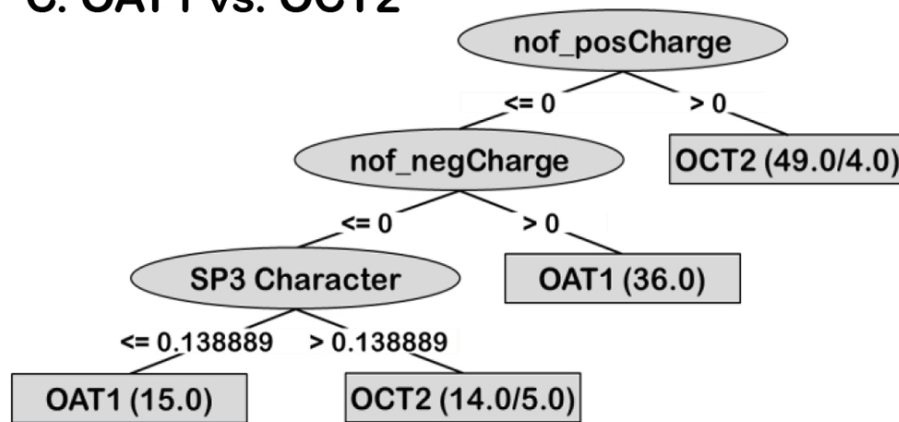 C. OAT1 vs. OCT2
nof_posCharge
<= 0
> 0
nof_negCharge
OCT2 (49.0/4.0)
<= 0
> 0
SP3 Character
OAT1 (36.0)
<= 0.138889
> 0.138889
OAT1 (15.0)
OCT2 (14.0/5.0)